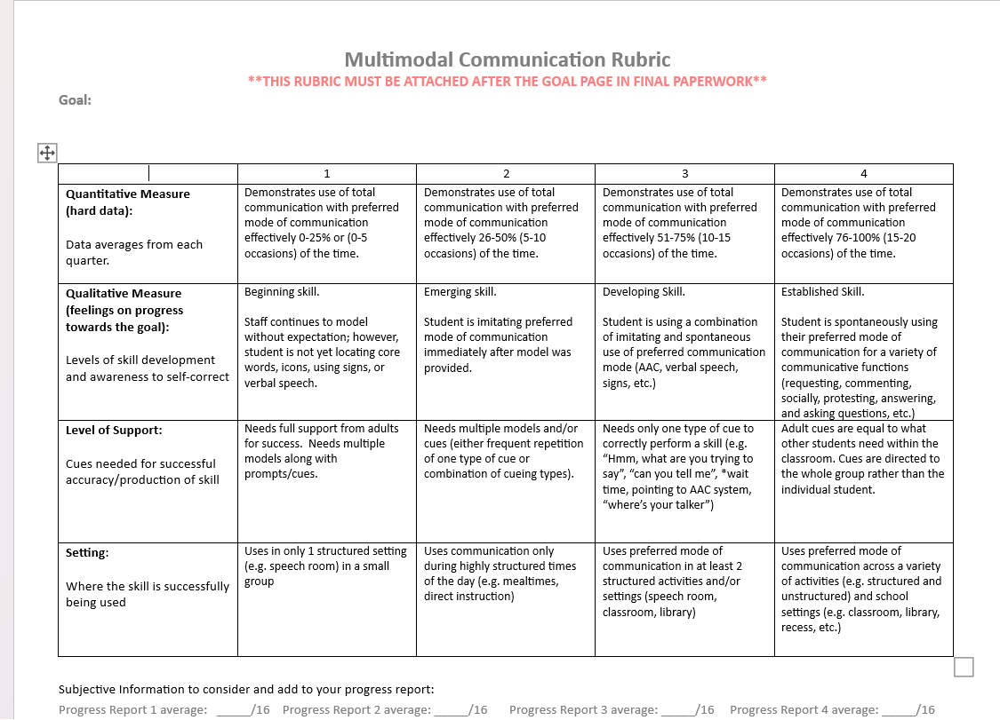 Multimodal Communication Rubric
**THIS RUBRIC MUST BE ATTACHED AFTER THE GOAL PAGE IN FINAL PAPERWORK**
Goal:
1
2
3
4
Quantitative Measure
(hard data):
Data averages from each
quarter.
Demonstrates use of total
communication with preferred
mode of communication
effectively 0-25% or (0-5
occasions) of the time.
Demonstrates use of total
communication with preferred
mode of communication
effectively 26-50% (5-10
occasions) of the time.
Demonstrates use of total
communication with preferred
mode of communication
effectively 51-75% (10-15
occasions) of the time.
Demonstrates use of total
communication with preferred
mode of communication
effectively 76-100% (15-20
occasions) of the time.
Qualitative Measure
(feelings on progress
towards the goal):
Levels of skill development
and awareness to self-correct
Beginning skill.
Staff continues to model
without expectation; however,
student is not yet locating core
words, icons, using signs, or
verbal speech.
Emerging skill.
Student is imitating preferred
mode of communication
immediately after model was
provided.
Developing Skill.
Student is using a combination
of imitating and spontaneous
use of preferred communication
mode (AAC, verbal speech,
signs, etc.)
Established Skill.
Student is spontaneously using
their preferred mode of
communication for a variety of
communicative functions
(requesting, commenting,
socially, protesting, answering,
and asking questions, etc.)
Level of Support:
Cues needed for successful
accuracy/production of skill
Needs full support from adults
for success.  Needs multiple
models along with
prompts/cues.
Needs multiple models and/or
cues (either frequent repetition
of one type of cue or
combination of cueing types).
Needs only one type of cue to
correctly perform a skill (e.g.
“Hmm, what are you trying to
say”, “can you tell me”, *wait
time, pointing to AAC system,
“where’s your talker”)
Adult cues are equal to what
other students need within the
classroom. Cues are directed to
the whole group rather than the
individual student.
Setting:
Where the skill is successfully
being used
Uses in only 1 structured setting
(e.g. speech room) in a small
group
Uses communication only
during highly structured times
of the day (e.g. mealtimes,
direct instruction)
Uses preferred mode of
communication in at least 2
structured activities and/or
settings (speech room,
classroom, library)
Uses preferred mode of
communication across a variety
of activities (e.g. structured and
unstructured) and school
settings (e.g. classroom, library,
recess, etc.)
Subjective Information to consider and add to your progress report:
Progress Report 1 average: _____/16 Progress Report 2 average: _____/16 Progress Report 3 average: _____/16 Progress Report 4 average: _____/16